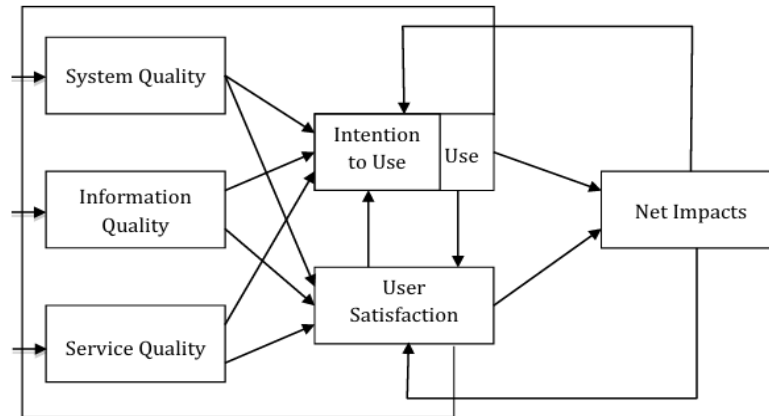 System Quality
Intention
to Use
Use
Information
Quality
Net Impacts
User
Satisfaction
Service Quality